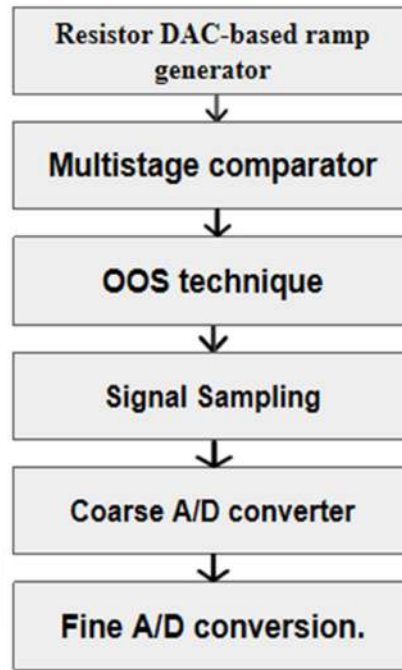 Resistor DAC-based ramp
generator
Multistage comparator
OOS technique
Signal Sampling
Coarse A/D converter
Fine A/D conversion.